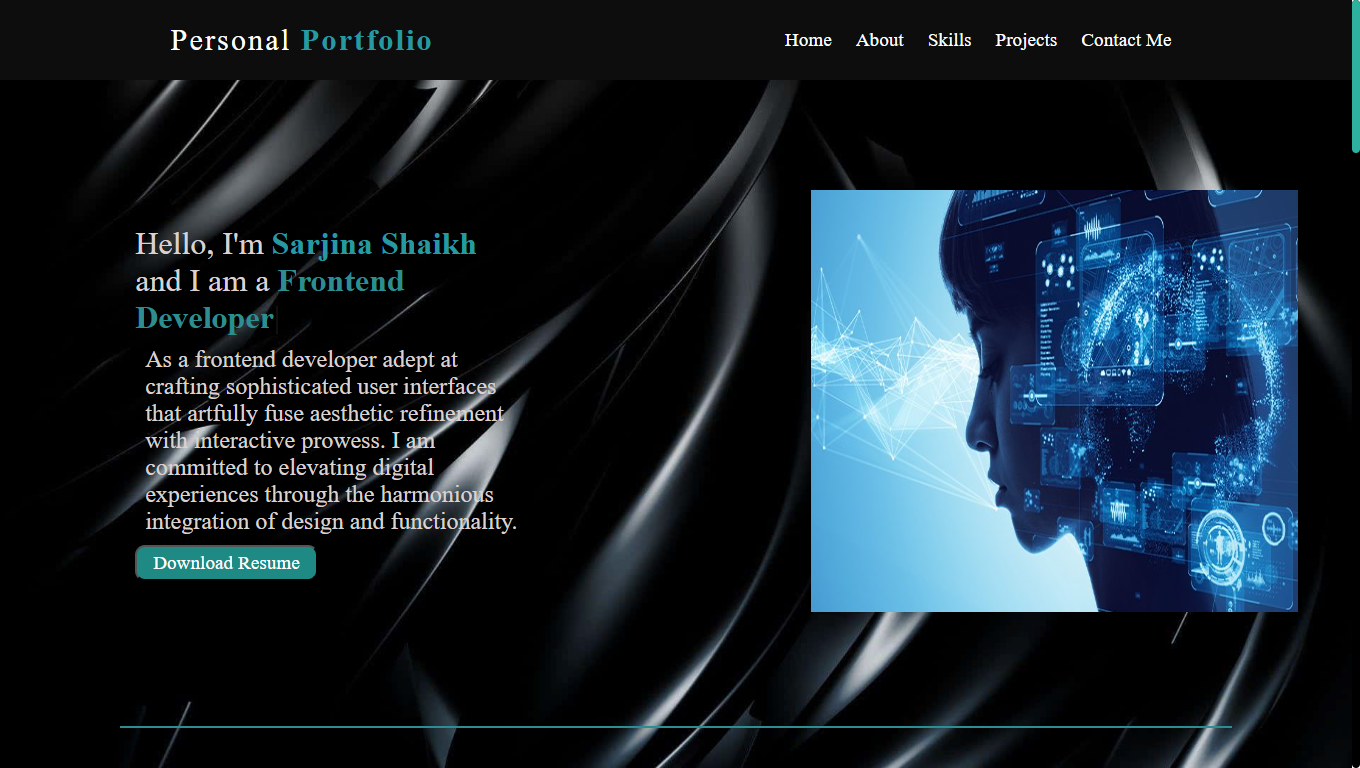 Personal Portfolio
Home About Skills Projects Contact Me
Hello, I'm Sarjina Shaikh
and I am a Frontend
Developer
As a frontend developer adept at
crafting sophisticated user interfaces
that artfully fuse aesthetic refinement
with interactive prowess. I am
committed to elevating digital
experiences through the harmonious
integration of design and functionality.
Download Resume